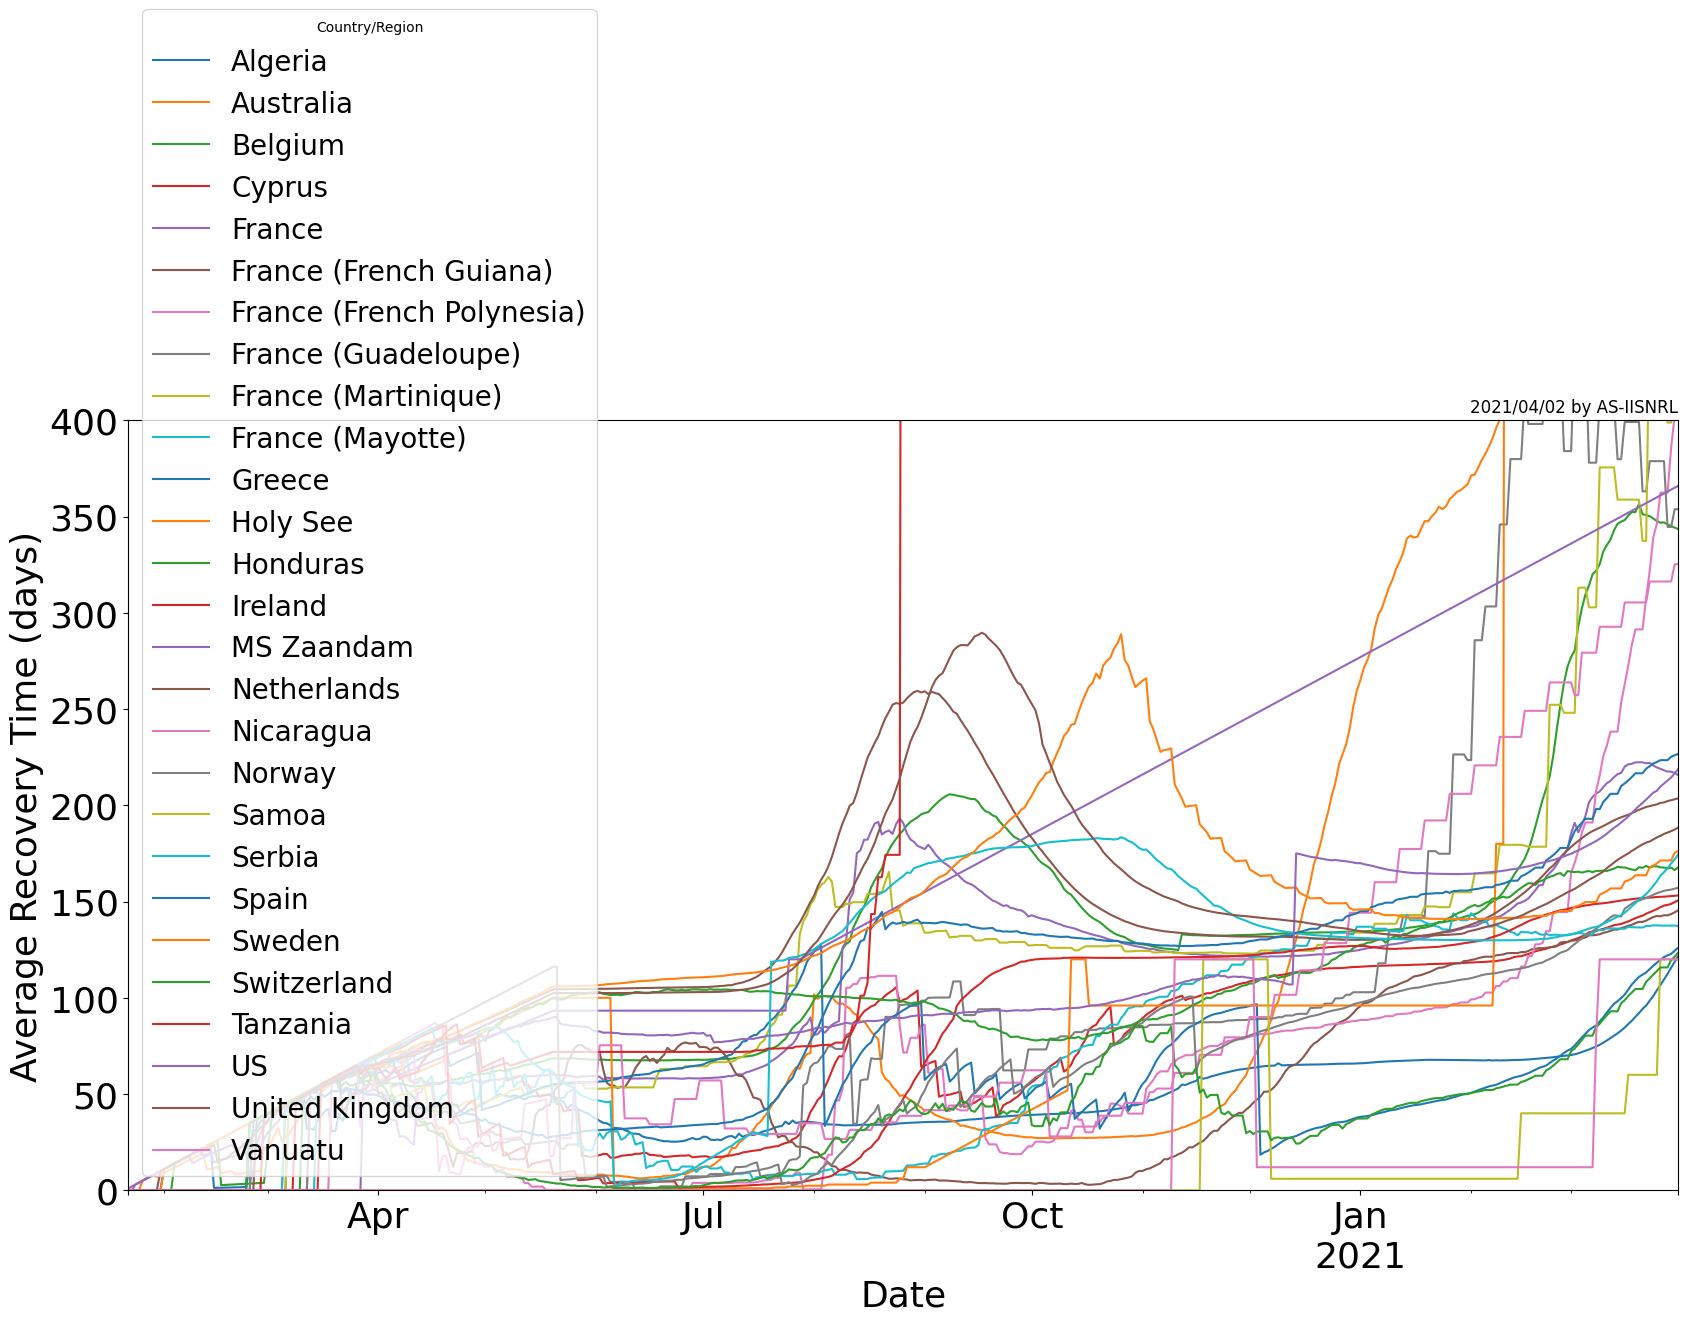 Country/Region
Algeria
Australia
Belgium
Cyprus
France
France (French Guiana)
France (French Polynesia)
France (Guadeloupe)
France (Martinique)
France (Mayotte)
Greece
Holy See
Honduras
Ireland
MS Zaandam
Netherlands
Nicaragua
Norway
Samoa
Serbia
Spain
Sweden
Switzerland
Tanzania
US
United Kingdom
Vanuatu
2021/04/02 by AS-IISNRL
Average Recovery Time (days)
400
350
300
250
200
150
100
50
0
Apr
Jul
Oct
Jan
2021
Date